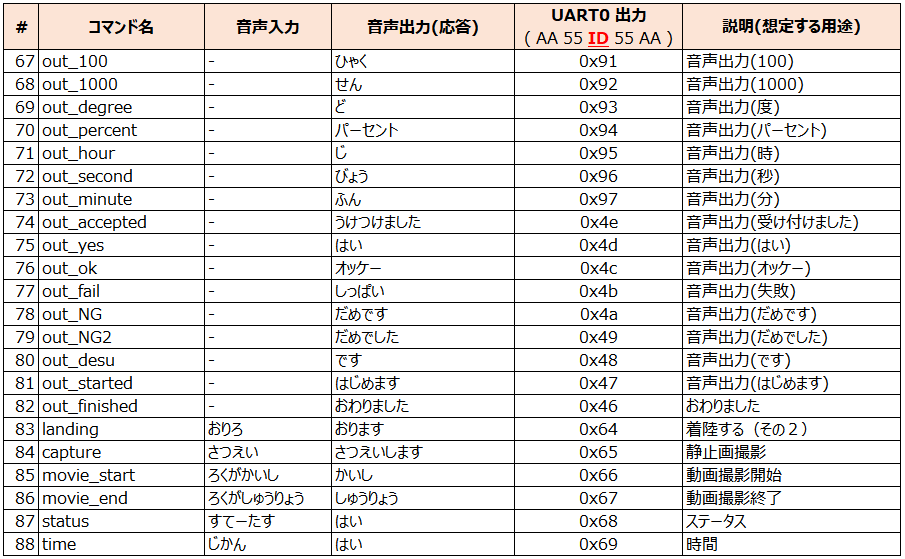 # コマンド名 音声入力 音声出力(応答) UART0 出力 ( AA 55 ID 55 AA ) 説明(想定する用途)
67 out_100 - ひゃく 0x91 音声出力(100)
68 out_1000 - せん 0x92 音声出力(1000)
69 out_degree - ど 0x93 音声出力(度)
70 out_percent - パーセント 0x94 音声出力(パーセント)
71 out_hour - じ 0x95 音声出力(時)
72 out_second - びょう 0x96 音声出力(秒)
73 out_minute - ふん 0x97 音声出力(分)
74 out_accepted - うけつけました 0x4e 音声出力(受け付けました)
75 out_yes - はい 0x4d 音声出力(はい)
76 out_ok - オッケー 0x4c 音声出力(オッケー)
77 out_fail - しっぱい 0x4b 音声出力(失敗)
78 out_NG - だめです 0x4a 音声出力(だめです)
79 out_NG2 - だめでした 0x49 音声出力(だめでした)
80 out_desu - です 0x48 音声出力(です)
81 out_started - はじめます 0x47 音声出力(はじめます)
82 out_finished - おわりました 0x46 おわりました
83 landing おりろ おります 0x64 着陸する（その２）
84 capture さつえい さつえいします 0x65 静止画撮影
85 movie_start ろくがかいし かいし 0x66 動画撮影開始
86 movie_end ろくがしゅうりょう しゅうりょう 0x67 動画撮影終了
87 status すてーたす はい 0x68 ステータス
88 time じかん はい 0x69 時間